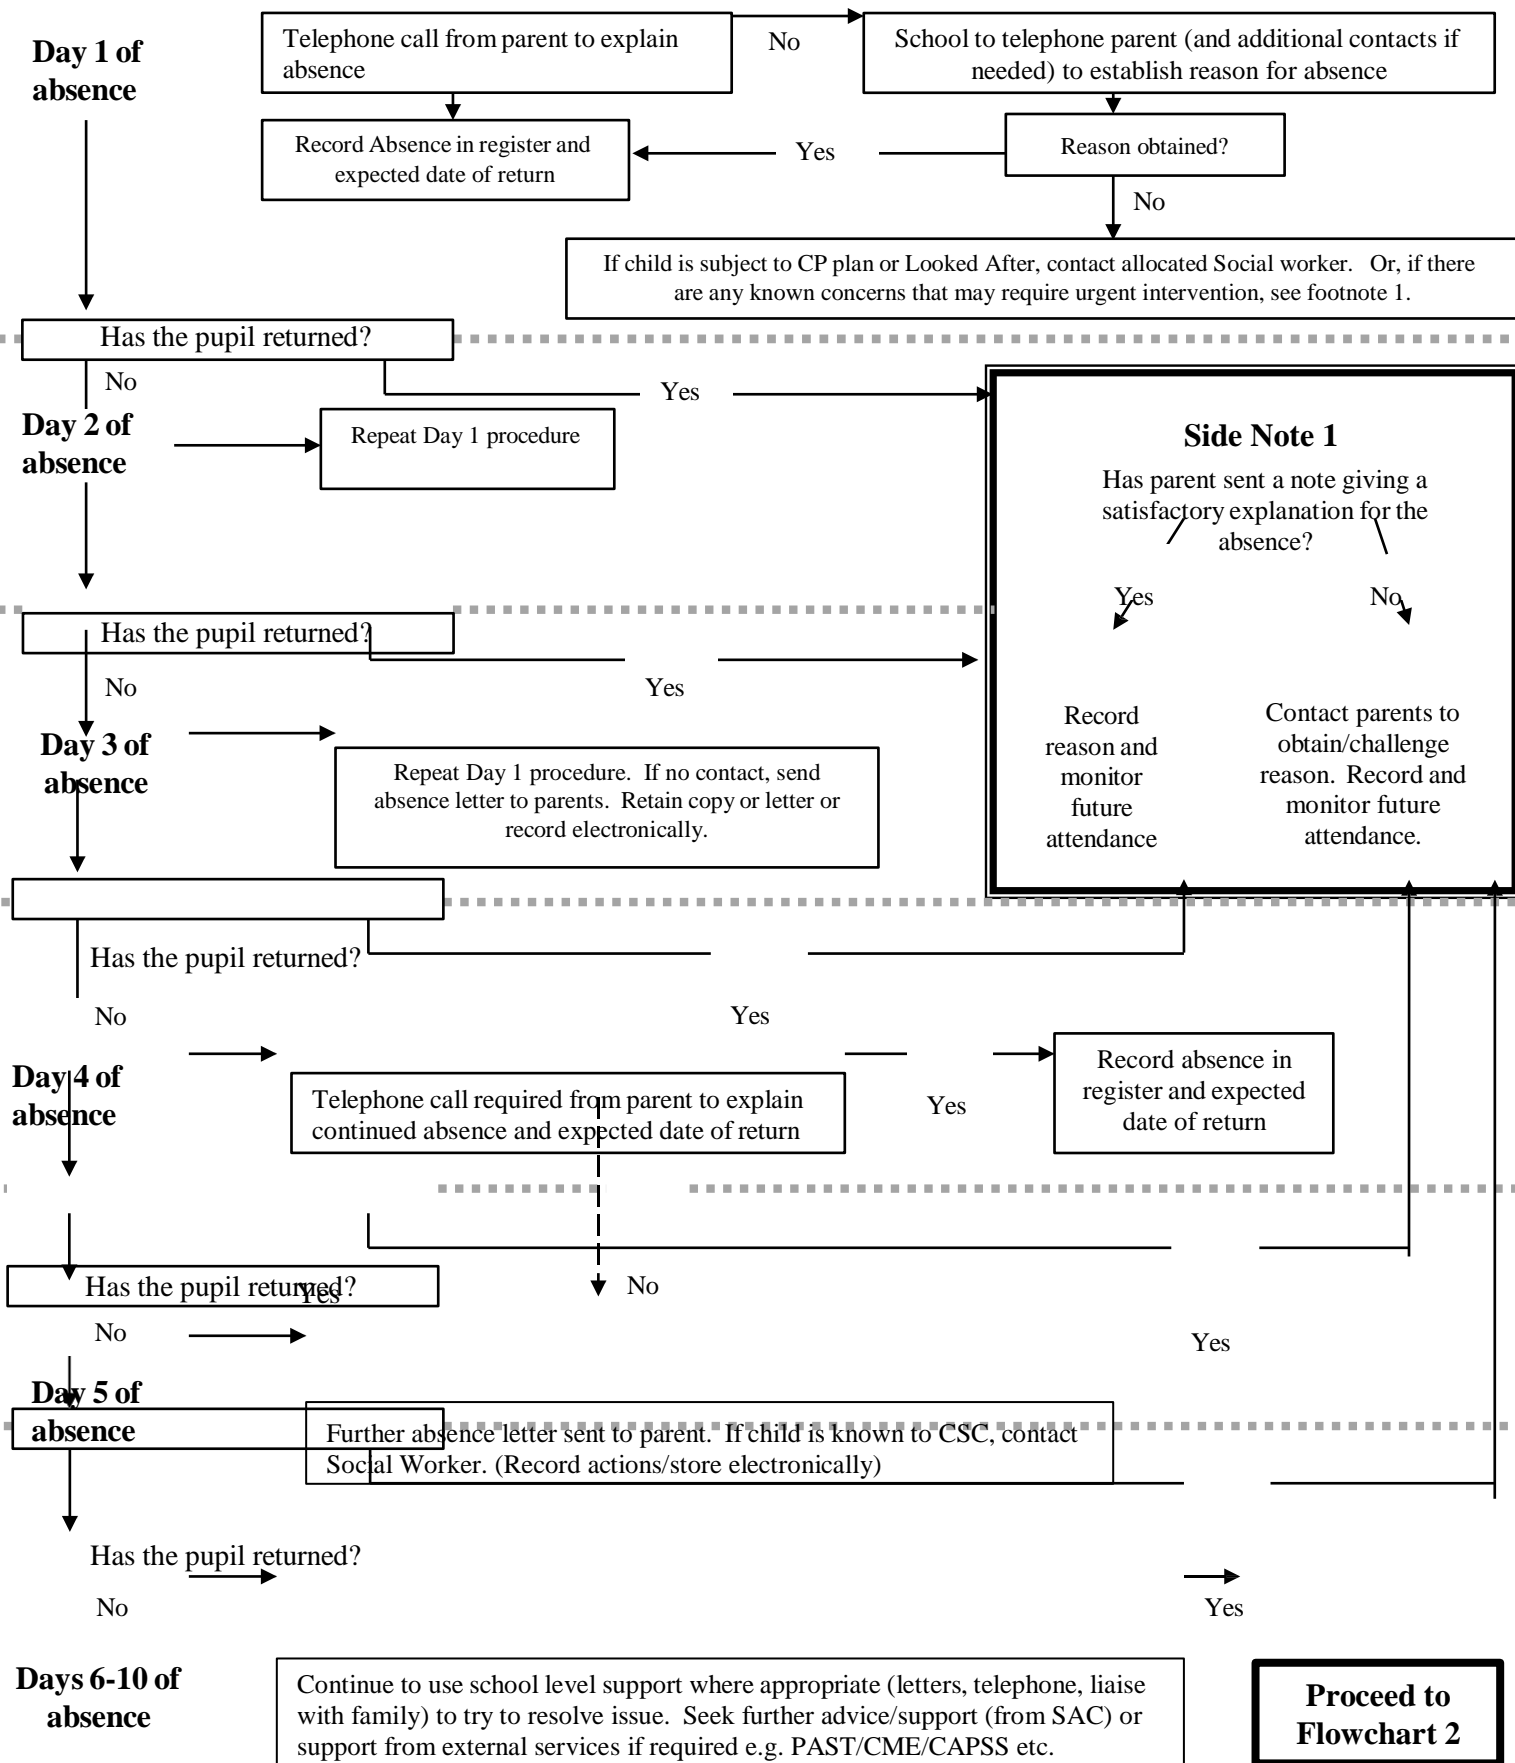 Day 1 of
absence
Telephone call from parent to explain
absence
No
School to telephone parent (and additional contacts if
needed) to establish reason for absence
Record Absence in register and
expected date of return
Yes
Reason obtained?
No
If child is subject to CP plan or Looked After, contact allocated Social worker. Or, if there
are any known concerns that may require urgent intervention, see footnote 1.
Has the pupil returned?
No
Yes
Day 2 of
absence
Repeat Day 1 procedure
Side Note 1
Has parent sent a note giving a
satisfactory explanation for the
absence?
Yes
No
Record
reason and
monitor
future
attendance
Contact parents to
obtain/challenge
reason. Record and
monitor future
attendance.
Has the pupil returned?
No
Yes
Day 3 of
absence
Repeat Day 1 procedure. If no contact, send
absence letter to parents. Retain copy or letter or
record electronically.
Has the pupil returned?
No
Yes
Day 4 of
absence
Telephone call required from parent to explain
continued absence and expected date of return
Yes
Record absence in
register and expected
date of return
Has the pupil returned?
Yes
No
No
Yes
Day 5 of
absence
Further absence letter sent to parent. If child is known to CSC, contact
Social Worker. (Record actions/store electronically)
Has the pupil returned?
No
Yes
Days 6-10 of
absence
Continue to use school level support where appropriate (letters, telephone, liaise
with family) to try to resolve issue. Seek further advice/support (from SAC) or
support from external services if required e.g. PAST/CME/CAPSS etc.
Proceed to
Flowchart 2